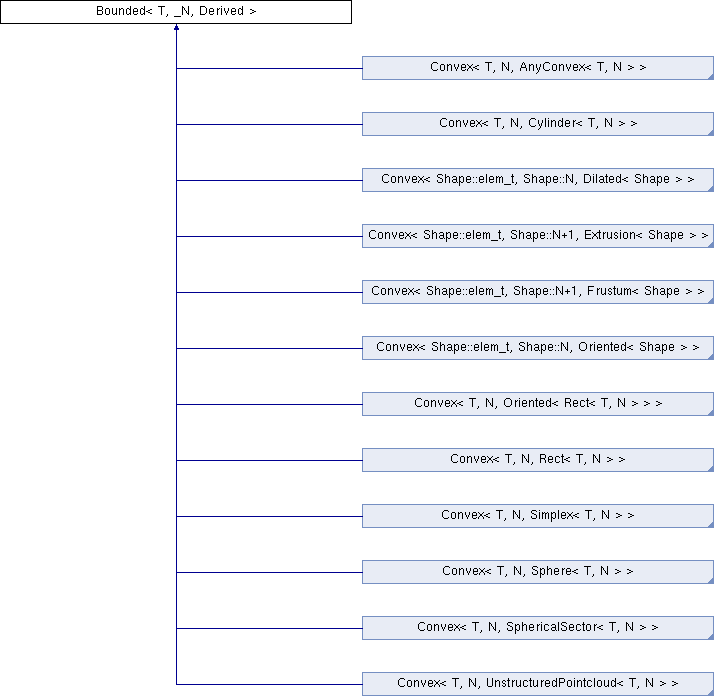 Bounded< T, _N, Derived >
Convex< T, N, AnyConvex< T, N > >
Convex< T, N, Cylinder< T, N > >
Convex< Shape::elem_t, Shape::N, Dilated< Shape > >
Convex< Shape::elem_t, Shape::N+1, Extrusion< Shape > >
Convex< Shape::elem_t, Shape::N+1, Frustum< Shape > >
Convex< Shape::elem_t, Shape::N, Oriented< Shape > >
Convex< T, N, Oriented< Rect< T, N > > >
Convex< T, N, Rect< T, N > >
Convex< T, N, Simplex< T, N > >
Convex< T, N, Sphere< T, N > >
Convex< T, N, SphericalSector< T, N > >
Convex< T, N, UnstructuredPointcloud< T, N > >